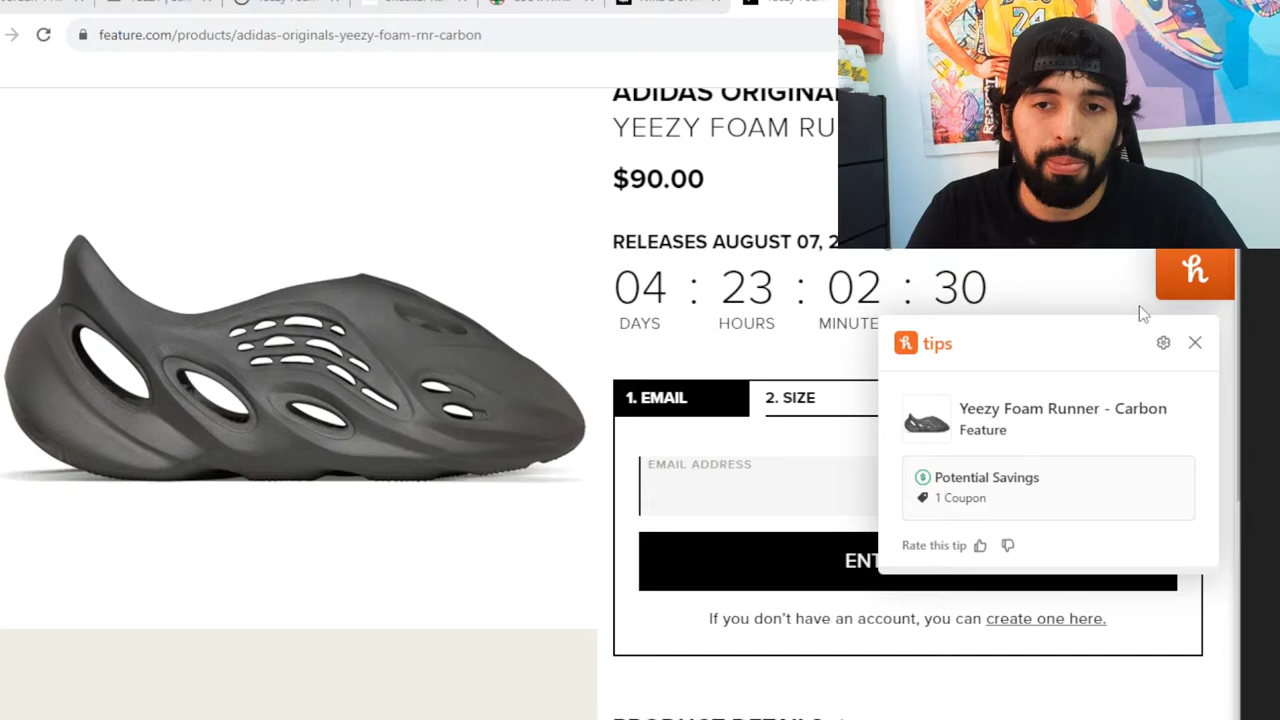 feature.com/products/adidas-originals-yeezy-foam-rnr-carbon
24
ADIDAS ORIGINA
YEEZY FOAM RU
$90.00
RELEASES AUGUST 07, 2
04 : 23 : 02 : 30
DAYS HOURS MINUTE
tips
1. EMAIL 2. SIZE
Yeezy Foam Runner - Carbon
Feature
EMAIL ADDRESS
Potential Savings
1 Coupon
Rate this tip
ENT
If you don't have an account, you can create one here.